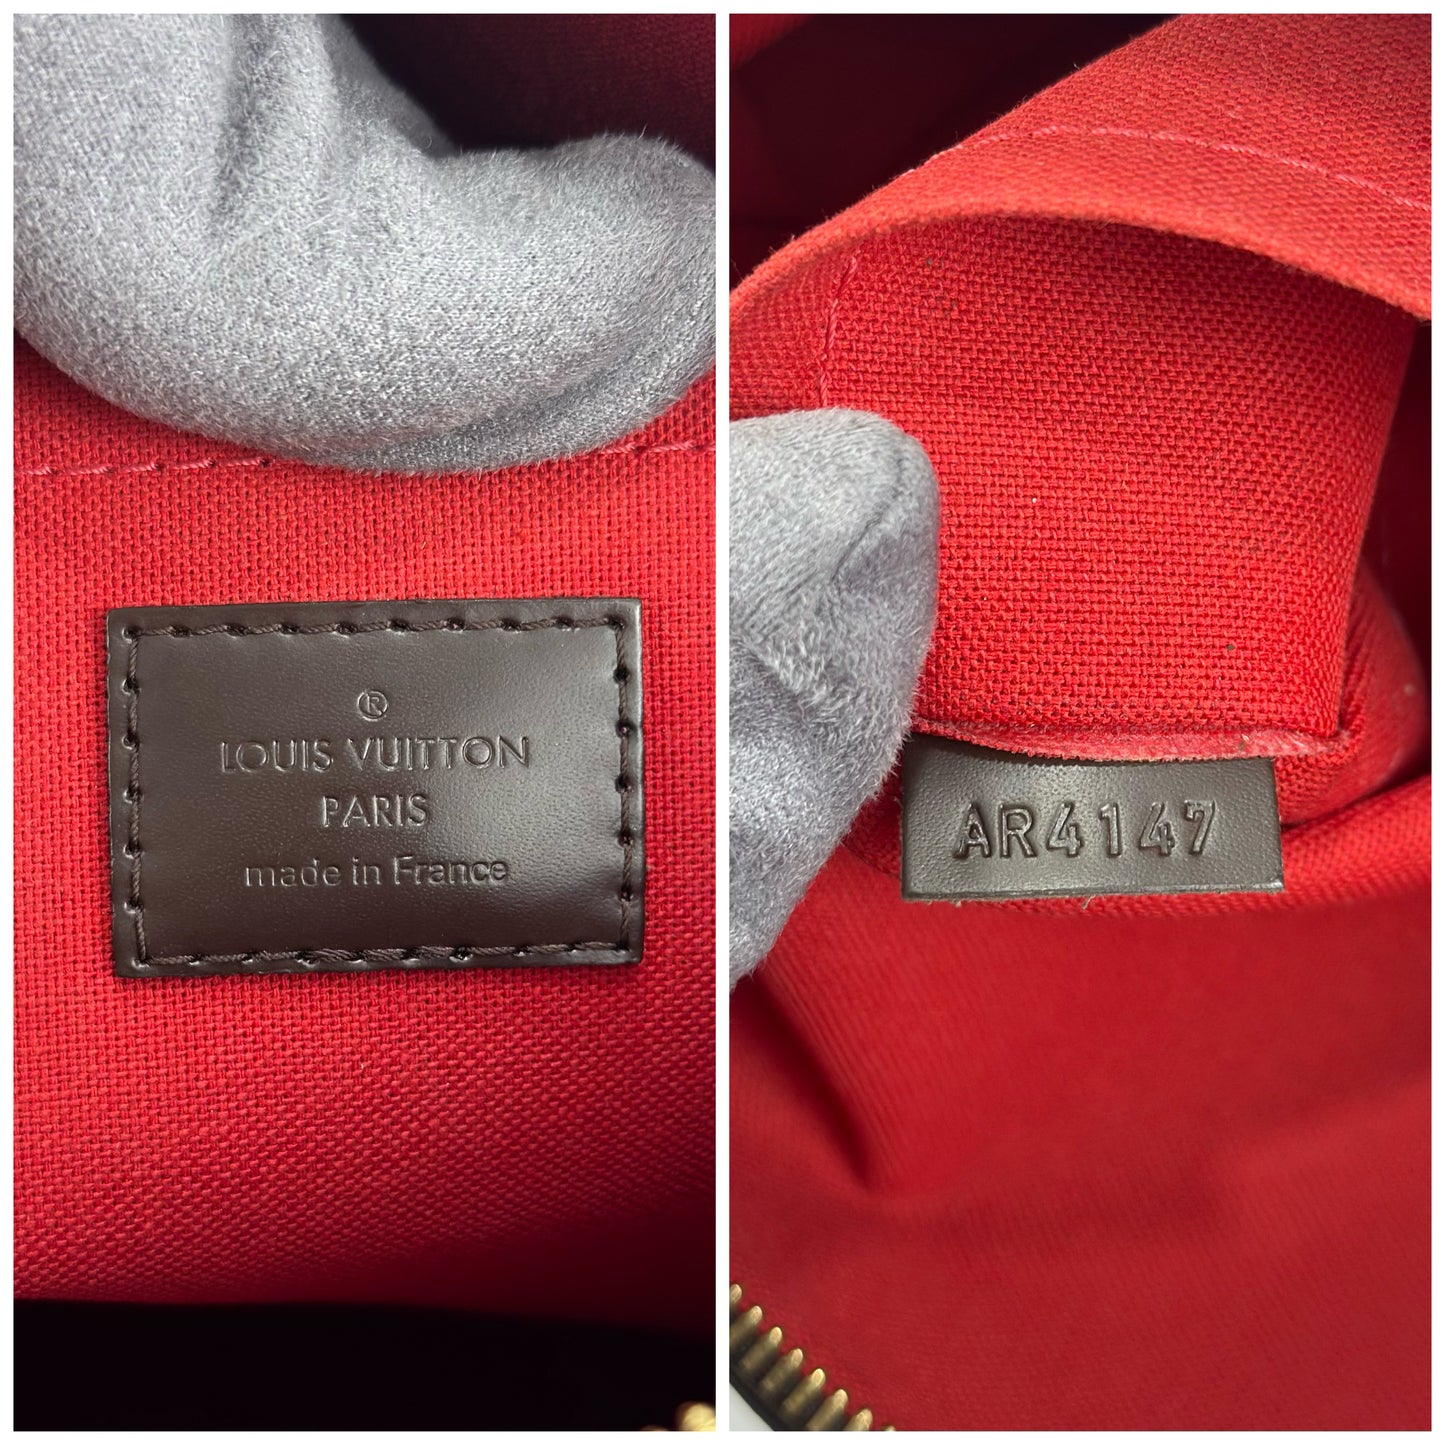 ®
LOUIS VUITTON
PARIS
made in France
AR4147